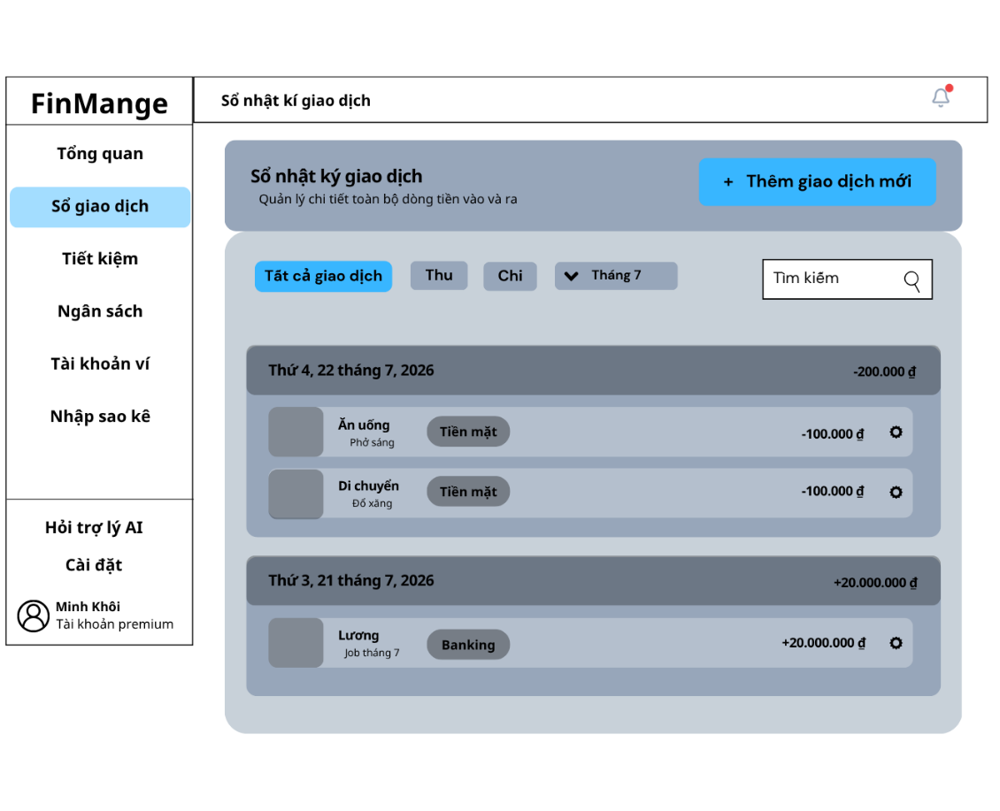 FinMange
Sổ nhật kí giao dịch
Tổng quan
Sổ giao dịch
Tiết kiệm
Ngân sách
Tài khoản ví
Nhập sao kê
Hỏi trợ lý AI
Cài đặt
Minh Khôi
Tài khoản premium
Sổ nhật ký giao dịch
Quản lý chi tiết toàn bộ dòng tiền vào và ra
+ Thêm giao dịch mới
Tất cả giao dịch
Thu
Chi
Tháng 7
Tìm kiếm
Thứ 4, 22 tháng 7, 2026
-200.000 ₫
Ăn uống
Phở sáng
Tiền mặt
-100.000 ₫
Di chuyển
Đổ xăng
Tiền mặt
-100.000 ₫
Thứ 3, 21 tháng 7, 2026
+20.000.000 ₫
Lương
Job tháng 7
Banking
+20.000.000 ₫